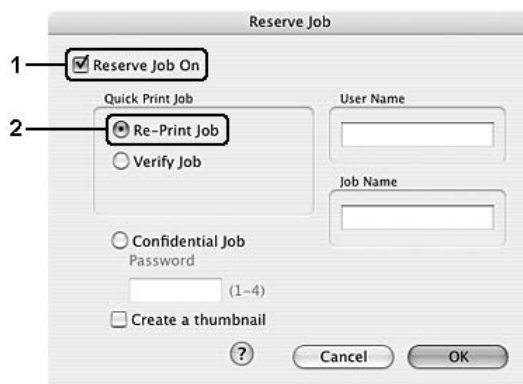 Reserve Job
1
Reserve Job On
Quick Print Job
User Name
2
Re-Print Job
Verify Job
Job Name
Confidential Job
Password
(1-4)
Create a thumbnail
?
Cancel
OK